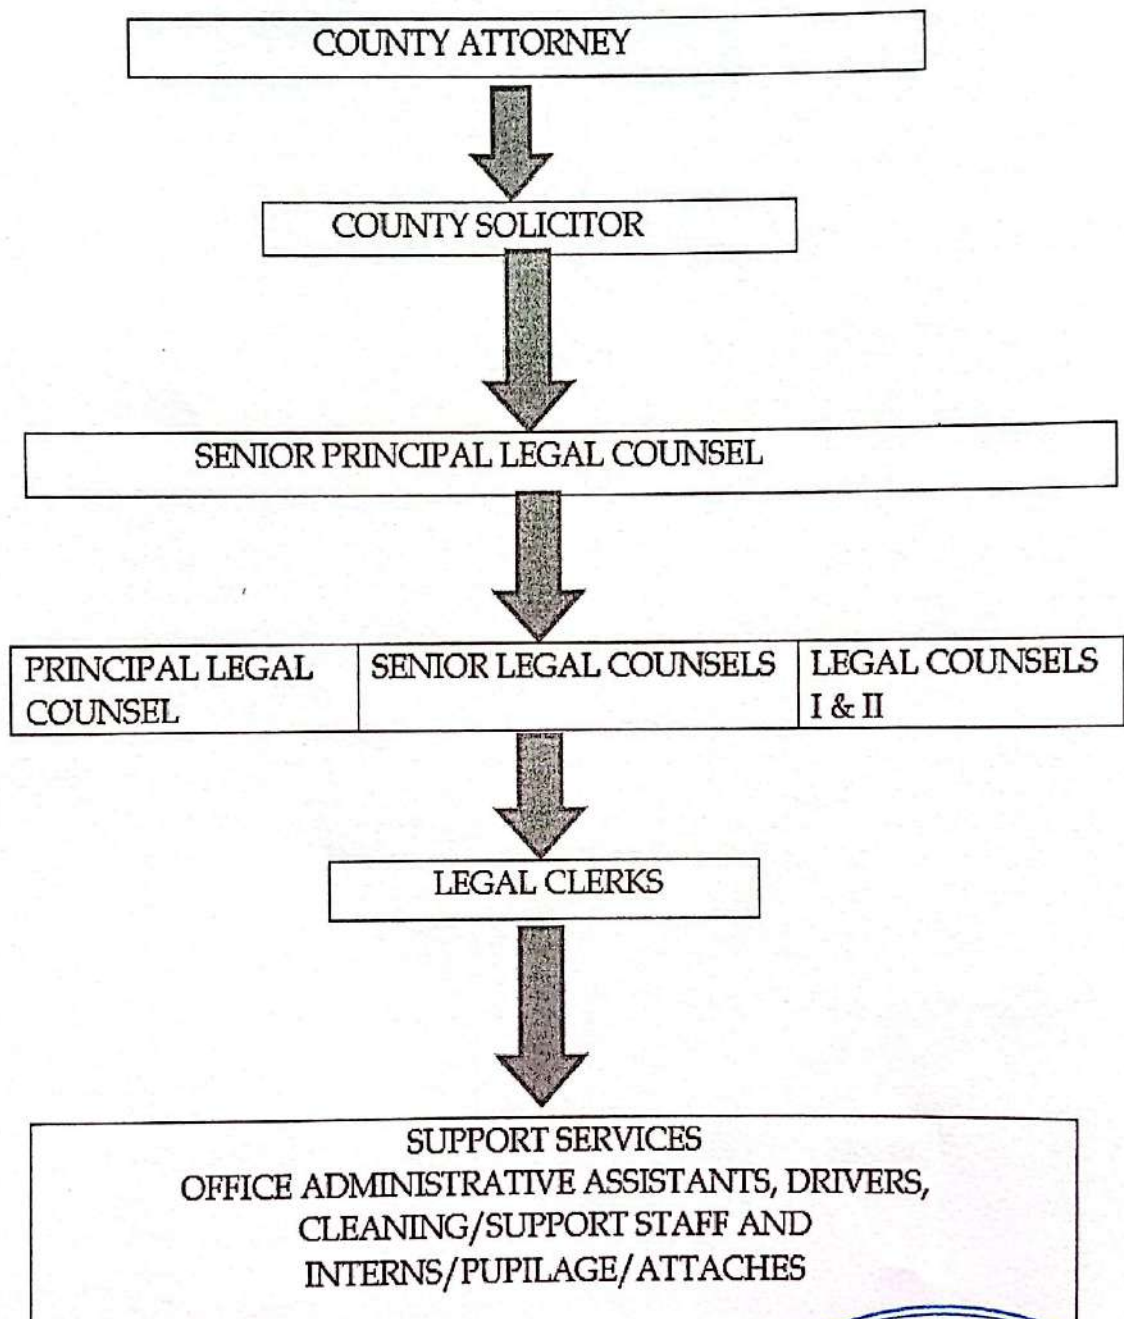 COUNTY ATTORNEY
COUNTY SOLICITOR
SENIOR PRINCIPAL LEGAL COUNSEL
PRINCIPAL LEGAL
COUNSEL
SENIOR LEGAL COUNSELS
LEGAL COUNSELS
I & II
LEGAL CLERKS
SUPPORT SERVICES
OFFICE ADMINISTRATIVE ASSISTANTS, DRIVERS,
CLEANING/SUPPORT STAFF AND
INTERNS/PUPILAGE/ATTACHES